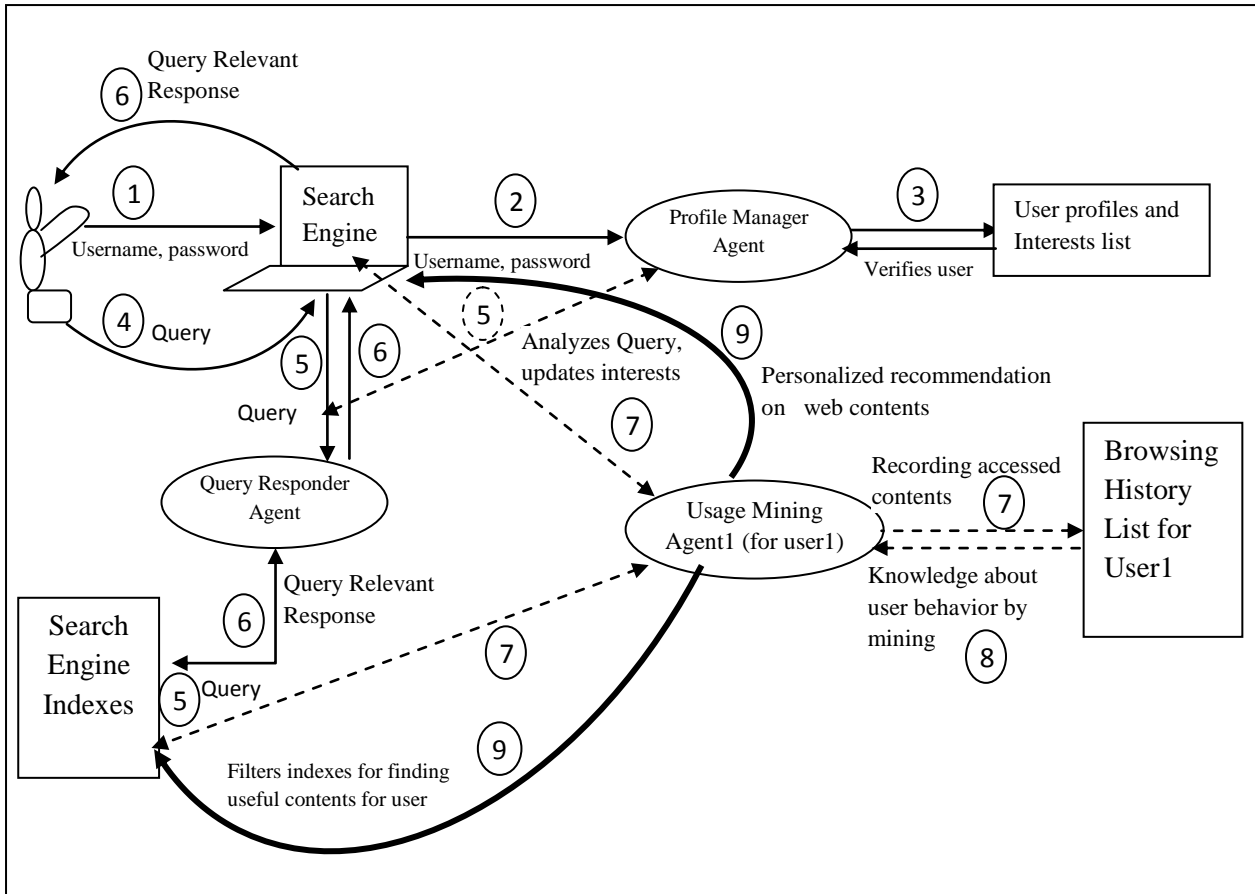 Query Relevant
Response
6
1
Username, password
Search
Engine
2
Username, password
Profile Manager
Agent
3
Verifies user
User profiles and
Interests list
4
Query
5
6
Query
5
Analyzes Query,
updates interests
7
9
Personalized recommendation
on web contents
Query Responder
Agent
Usage Mining
Agent1 (for user1)
Recording accessed
contents
7
Knowledge about
user behavior by
mining
8
Browsing
History
List for
User1
Query Relevant
Response
6
5
Query
Search
Engine
Indexes
7
9
Filters indexes for finding
useful contents for user